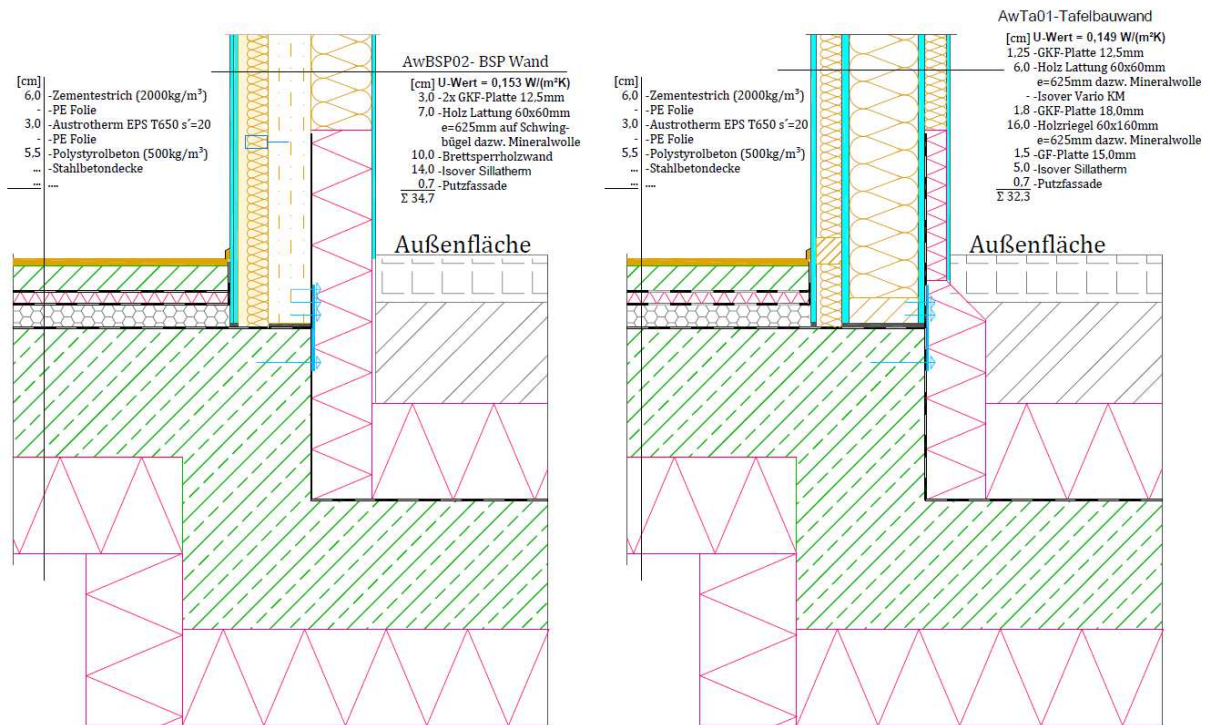 [cm]
6,0 -Zementestrich (2000kg/m³)
- -PE Folie
3,0 -Austrotherm EPS T650 s´=20
- -PE Folie
5,5 -Polystyrolbeton (500kg/m³)
... -Stahlbetondecke
... ....
AwBSP02- BSP Wand
[cm] U-Wert = 0,153 W/(m²K)
3,0 -2x GKF-Platte 12,5mm
7,0 -Holz Lattung 60x60mm
e=625mm auf Schwing-
bügel dazw. Mineralwolle
10,0 -Brettsperrholzwand
14,0 -Isover Sillatherm
0,7 -Putzfassade
Σ 34,7
Außenfläche
[cm]
6,0 -Zementestrich (2000kg/m³)
- -PE Folie
3,0 -Austrotherm EPS T650 s´=20
- -PE Folie
5,5 -Polystyrolbeton (500kg/m³)
... -Stahlbetondecke
... ....
AwTa01-Tafelbauwand
[cm] U-Wert = 0,149 W/(m²K)
1,25 -GKF-Platte 12,5mm
6,0 -Holz Lattung 60x60mm
e=625mm dazw. Mineralwolle
- -Isover Vario KM
1,8 -GKF-Platte 18,0mm
16,0 -Holzriegel 60x160mm
e=625mm dazw. Mineralwolle
1,5 -GF-Platte 15,0mm
5,0 -Isover Sillatherm
0,7 -Putzfassade
Σ 32,3
Außenfläche